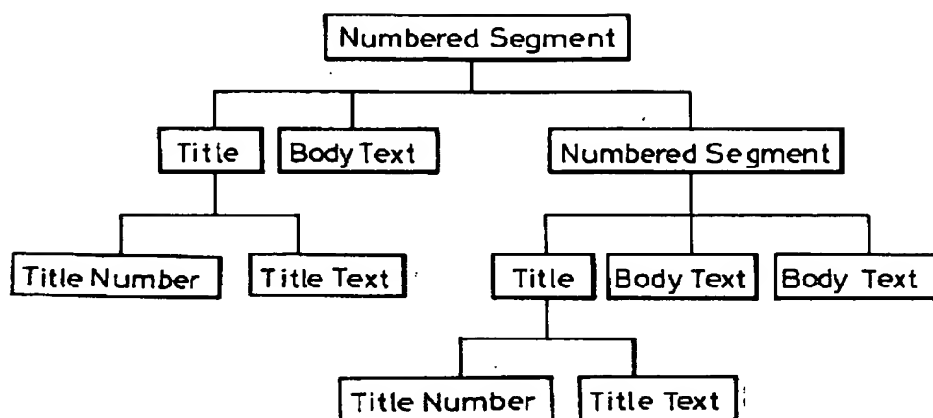 Numbered Segment
Title
Body Text
Numbered Segment
Title Number
Title Text
Title
Body Text
Body Text
Title Number
Title Text